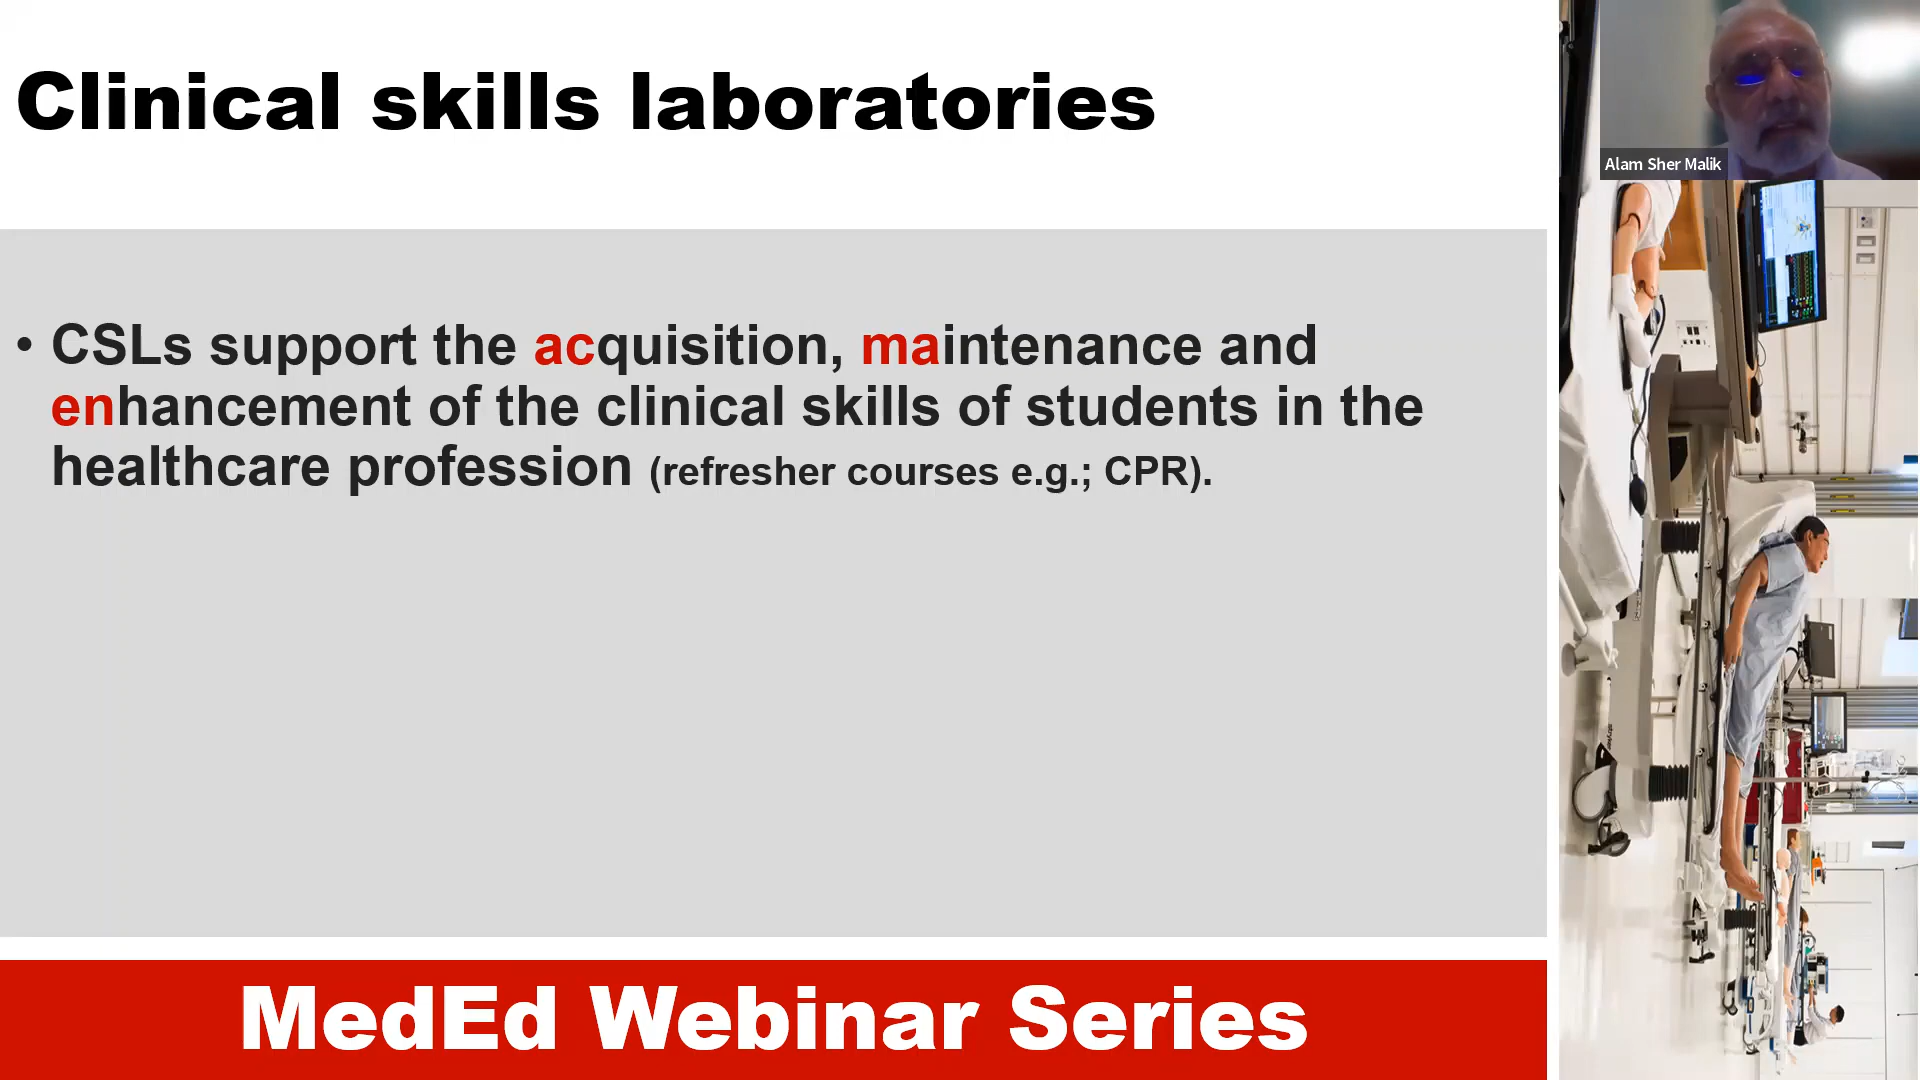 Clinical skills laboratories
Alam Sher Malik
• CSLs support the acquisition, maintenance and
enhancement of the clinical skills of students in the
healthcare profession (refresher courses e.g.; CPR).
MedEd Webinar Series